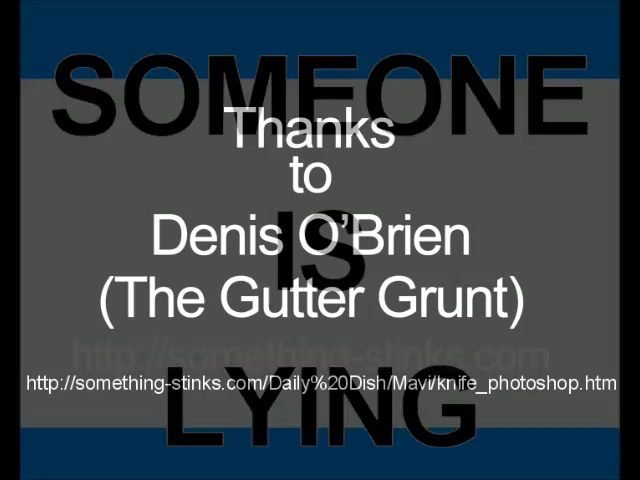 SOMEONE
Thanks
to
Denis O'Brien
IS
(The Gutter Grunt)
http://something-stinks.com
http://something-stinks.com/Daily%20Dish/Mavi/knife_photoshop.htm
LYING